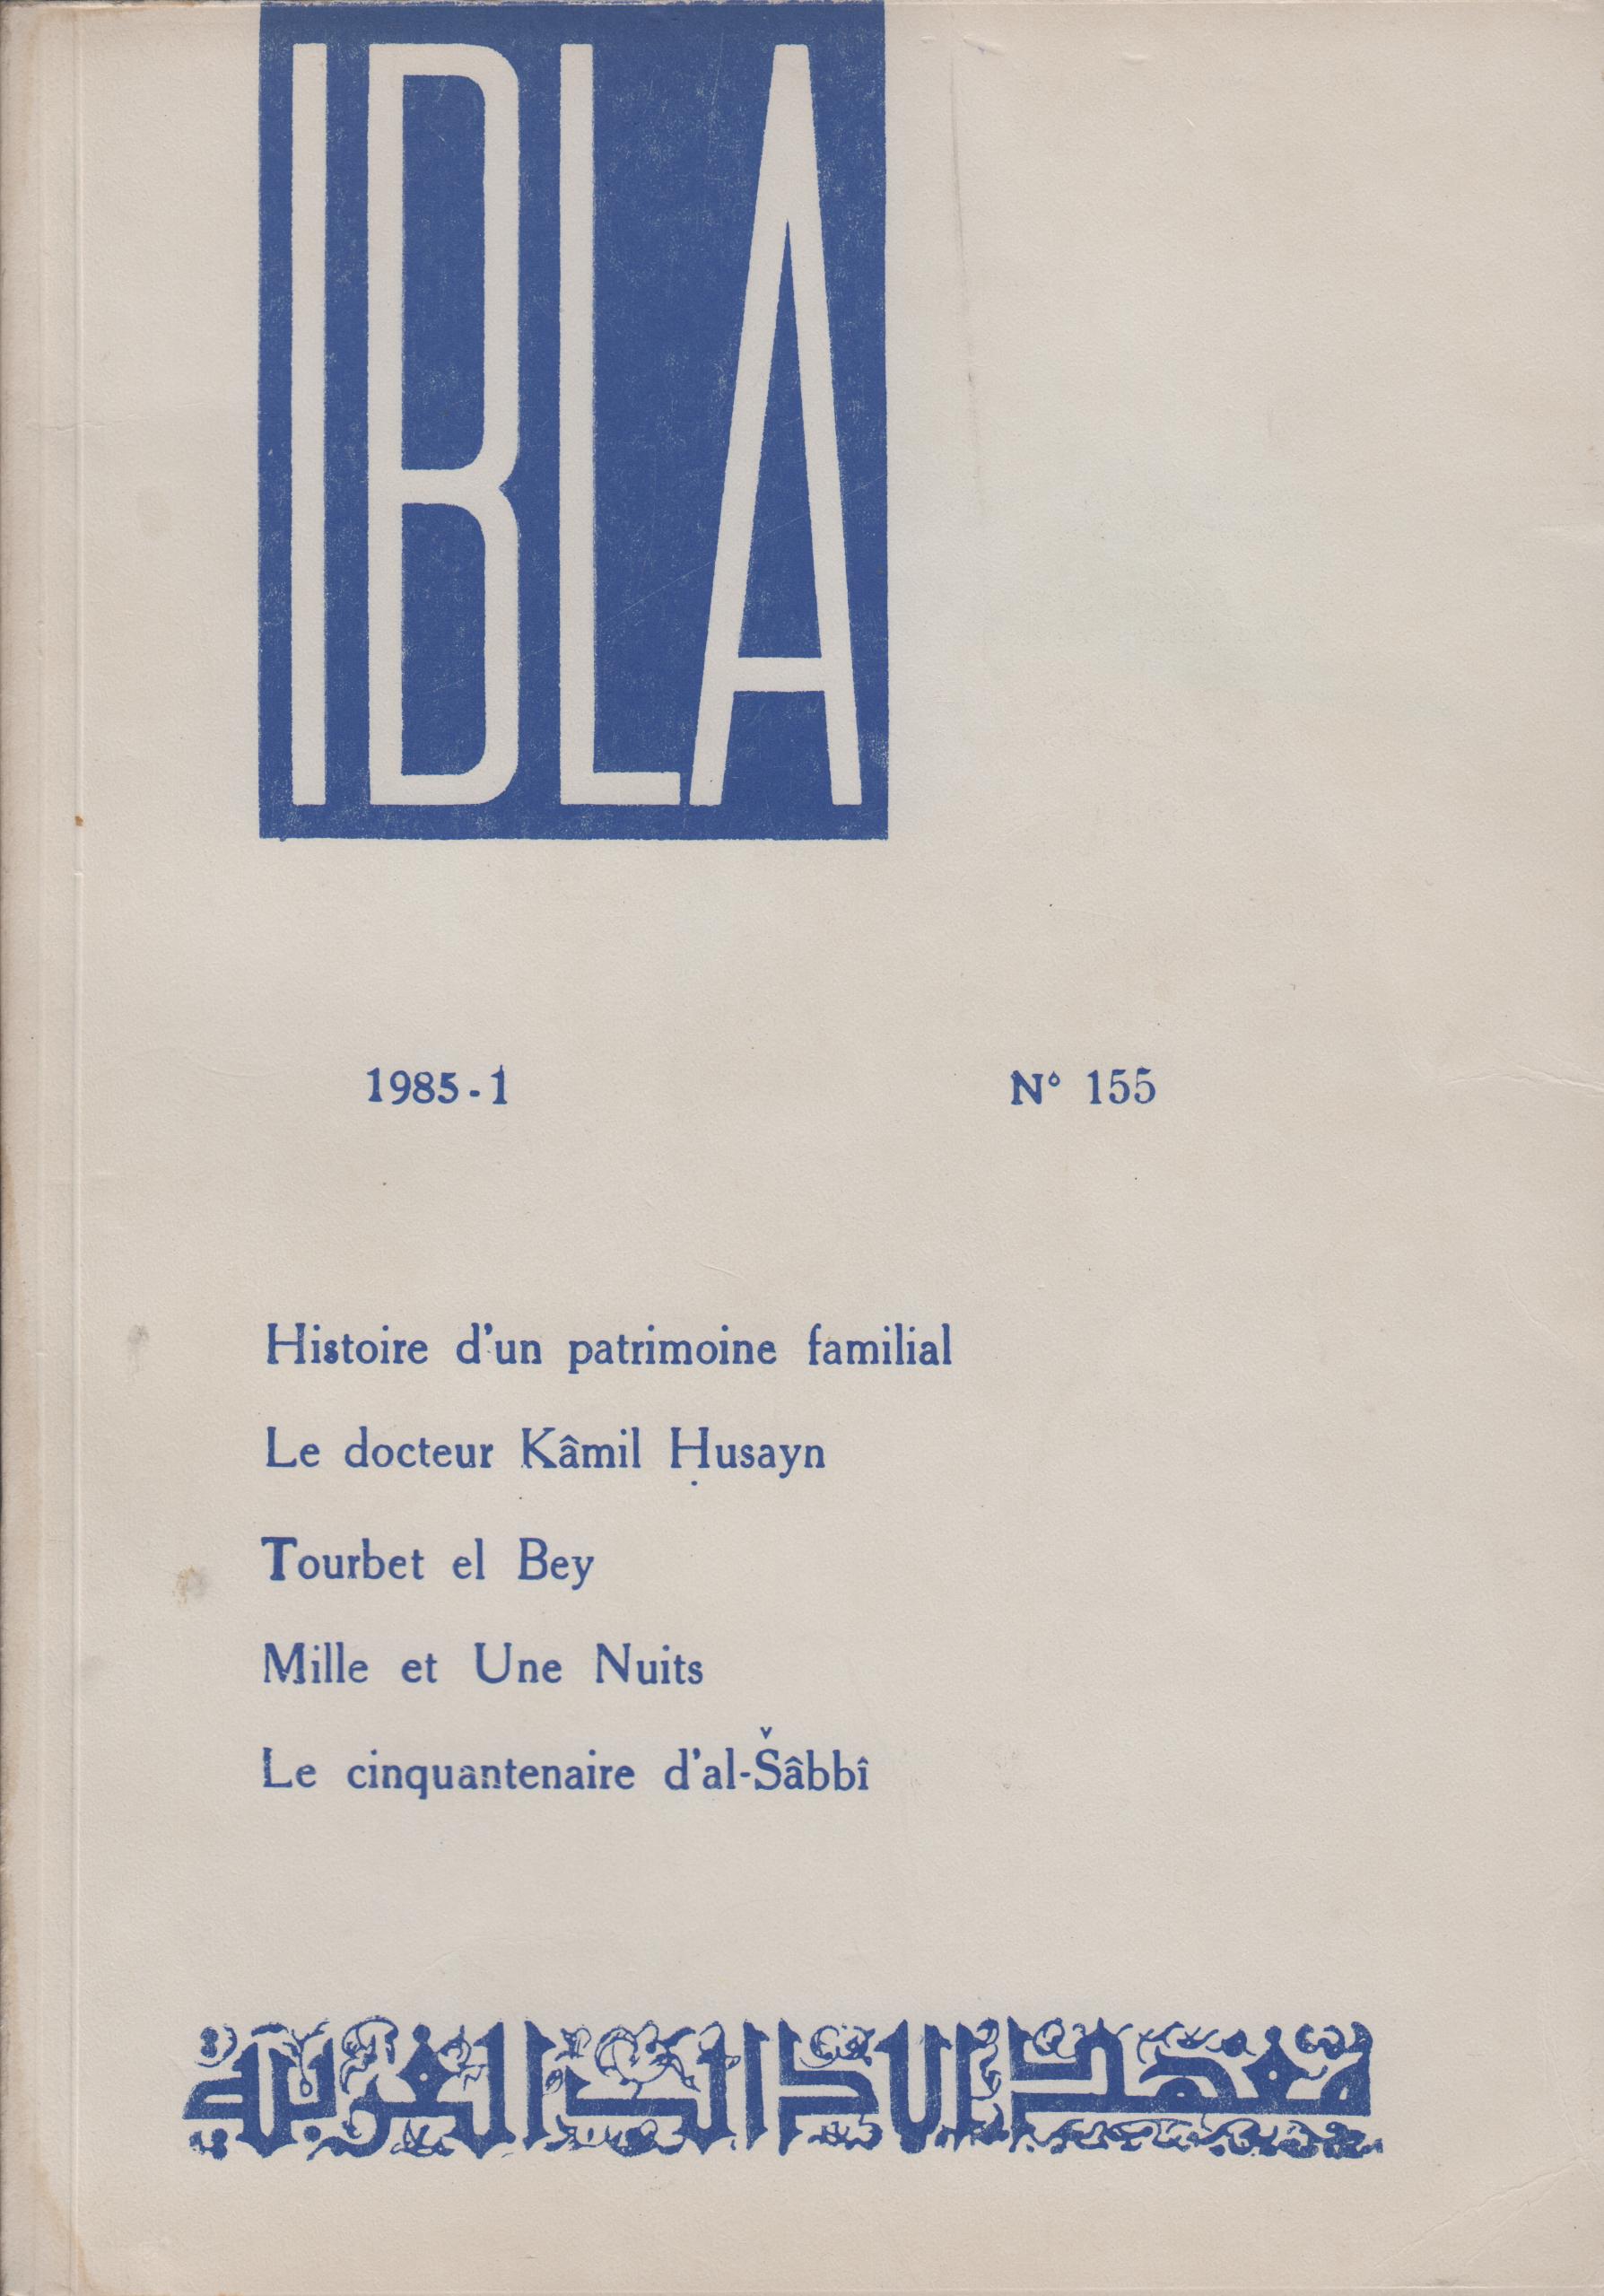 IBLA
1985-1 N° 155
Histoire d'un patrimoine familial
Le docteur Kâmil Ḥusayn
Tourbet el Bey
Mille et Une Nuits
Le cinquantenaire d'al-Šâbbî
معهد الآداب العربية